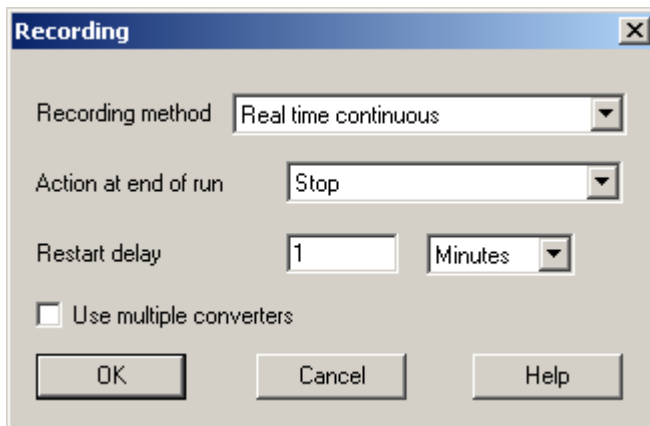 Recording
Recording method Real time continuous
Action at end of run Stop
Restart delay 1 Minutes
Use multiple converters
OK Cancel Help